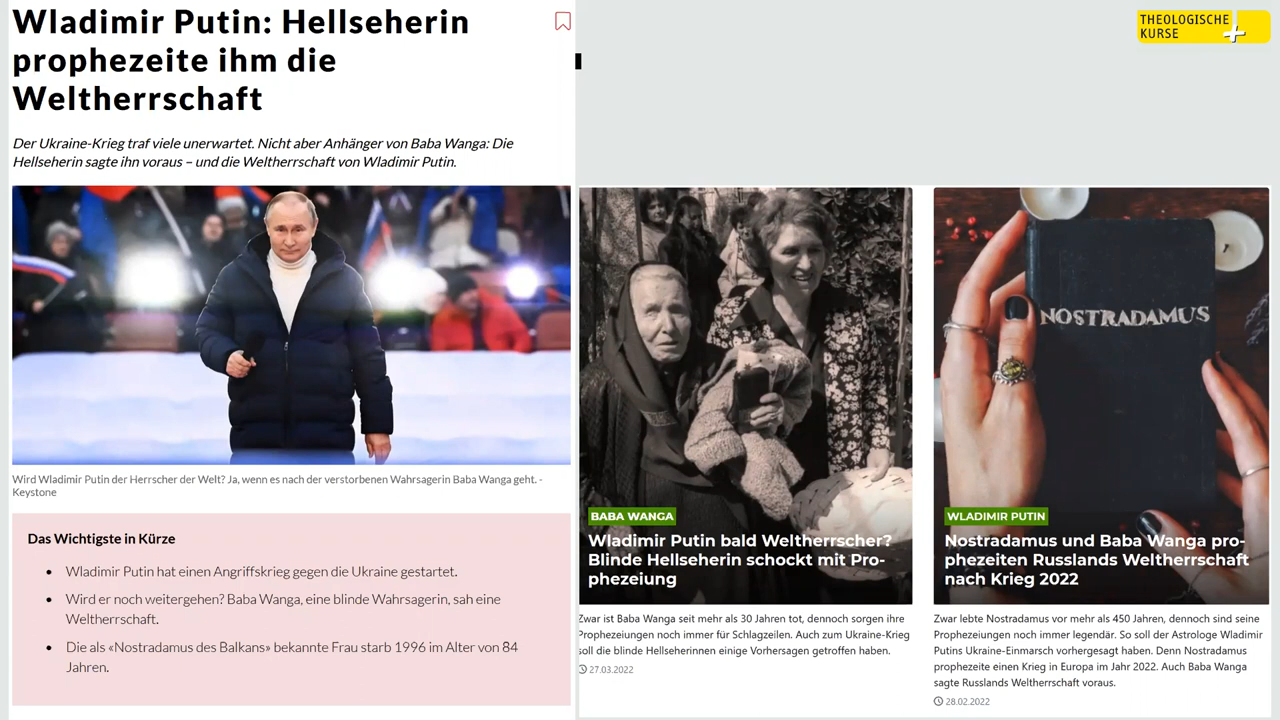 Wladimir Putin: Hellseherin
prophezeite ihm die
Weltherrschaft
Der Ukraine-Krieg traf viele unerwartet. Nicht aber Anhänger von Baba Wanga: Die
Hellseherin sagte ihn voraus – und die Weltherrschaft von Wladimir Putin.
Wird Wladimir Putin der Herrscher der Welt? Ja, wenn es nach der verstorbenen Wahrsagerin Baba Wanga geht. -
Keystone
Das Wichtigste in Kürze
• Wladimir Putin hat enen Angriffskrieg gegen die Ukraine gestartet.
• Wird er noch weitergehen? Baba Wanga, eine blinde Wahrsagerin, sah eine
Weltherrschaft.
• Die als «Nostradamus des Balkans» bekannte Frau starb 1996 im Alter von 84
Jahren.
THEOLOGISCHE
KURSE
BABA WANGA
Wladimir Putin bald Weltherrscher?
Blinde Hellseherin schockt mit Pro-
phezeiung
Zwar ist Baba Wanga seit mehr als 30 Jahren tot, dennoch sorgen ihre
Prophezeiungen noch immer für Schlagzeilen. Auch zum Ukraine-Krieg
soll die blinde Hellseherinnen einige Vorhersagen getroffen haben.
27.03.2022
NOSTRADAMUS
WLADIMIR PUTIN
Nostradamus und Baba Wanga pro-
phezeiten Russlands Weltherrschaft
nach Krieg 2022
Zwar lebte Nostradamus vor mehr als 450 Jahren, dennoch sind seine
Prophezeiungen noch immer legendär. So soll der Astrologe Wladimir
Putins Ukraine-Einmarsch vorhergesagt haben. Denn Nostradamus
prophezeite einen Krieg in Europa im Jahr 2022. Auch Baba Wanga
sagte Russlands Weltherrschaft voraus.
28.02.2022